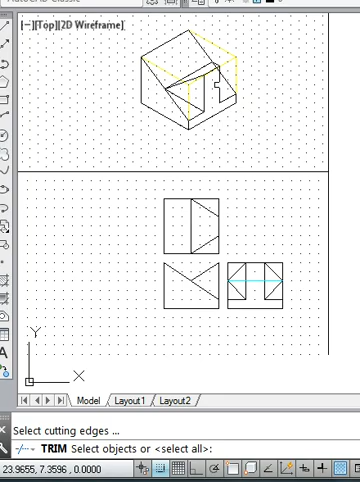 AutoCAD Classic
[−][Top][2D Wireframe]
Y
X
A
Model
Layout1
Layout2
Select cutting edges ...
TRIM Select objects or <select all>:
23.9655, 7.3596 , 0.0000